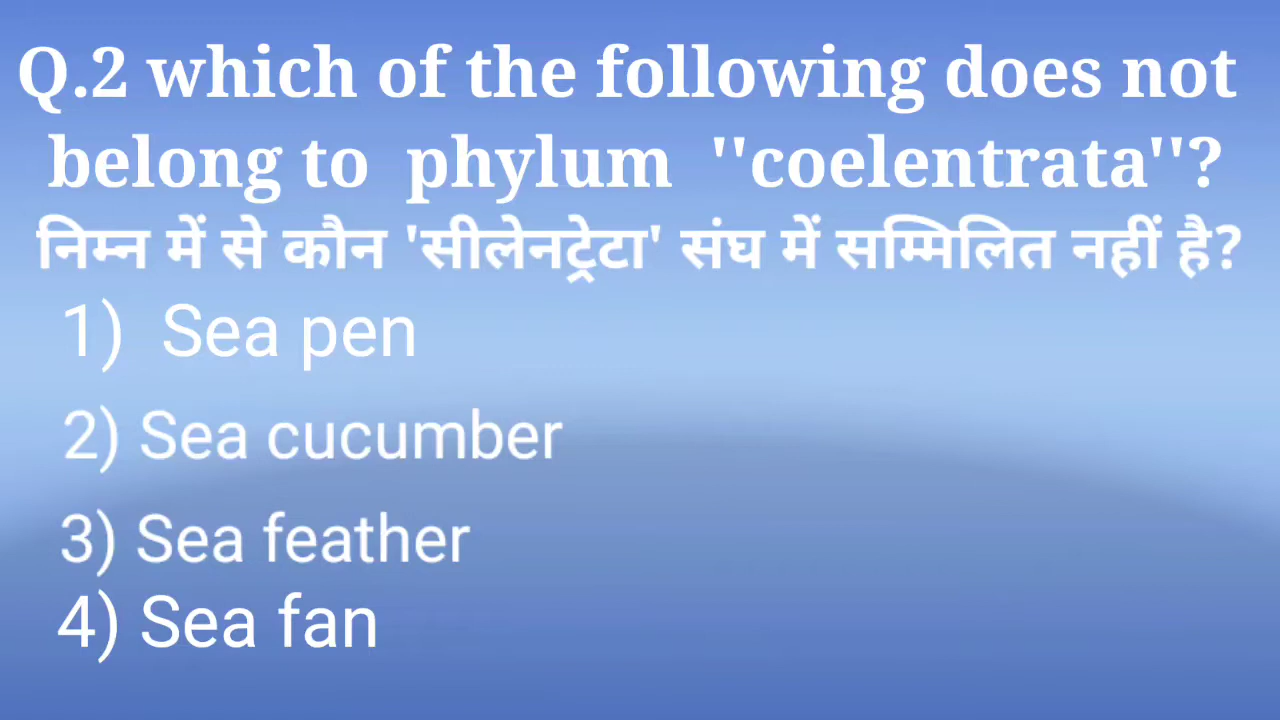 Q.2 which of the following does not
belong to phylum ''coelentrata''?
निम्न में से कौन 'सीलेनट्रेटा' संघ में सम्मिलित नहीं है?
1) Sea pen
2) Sea cucumber
3) Sea feather
4) Sea fan